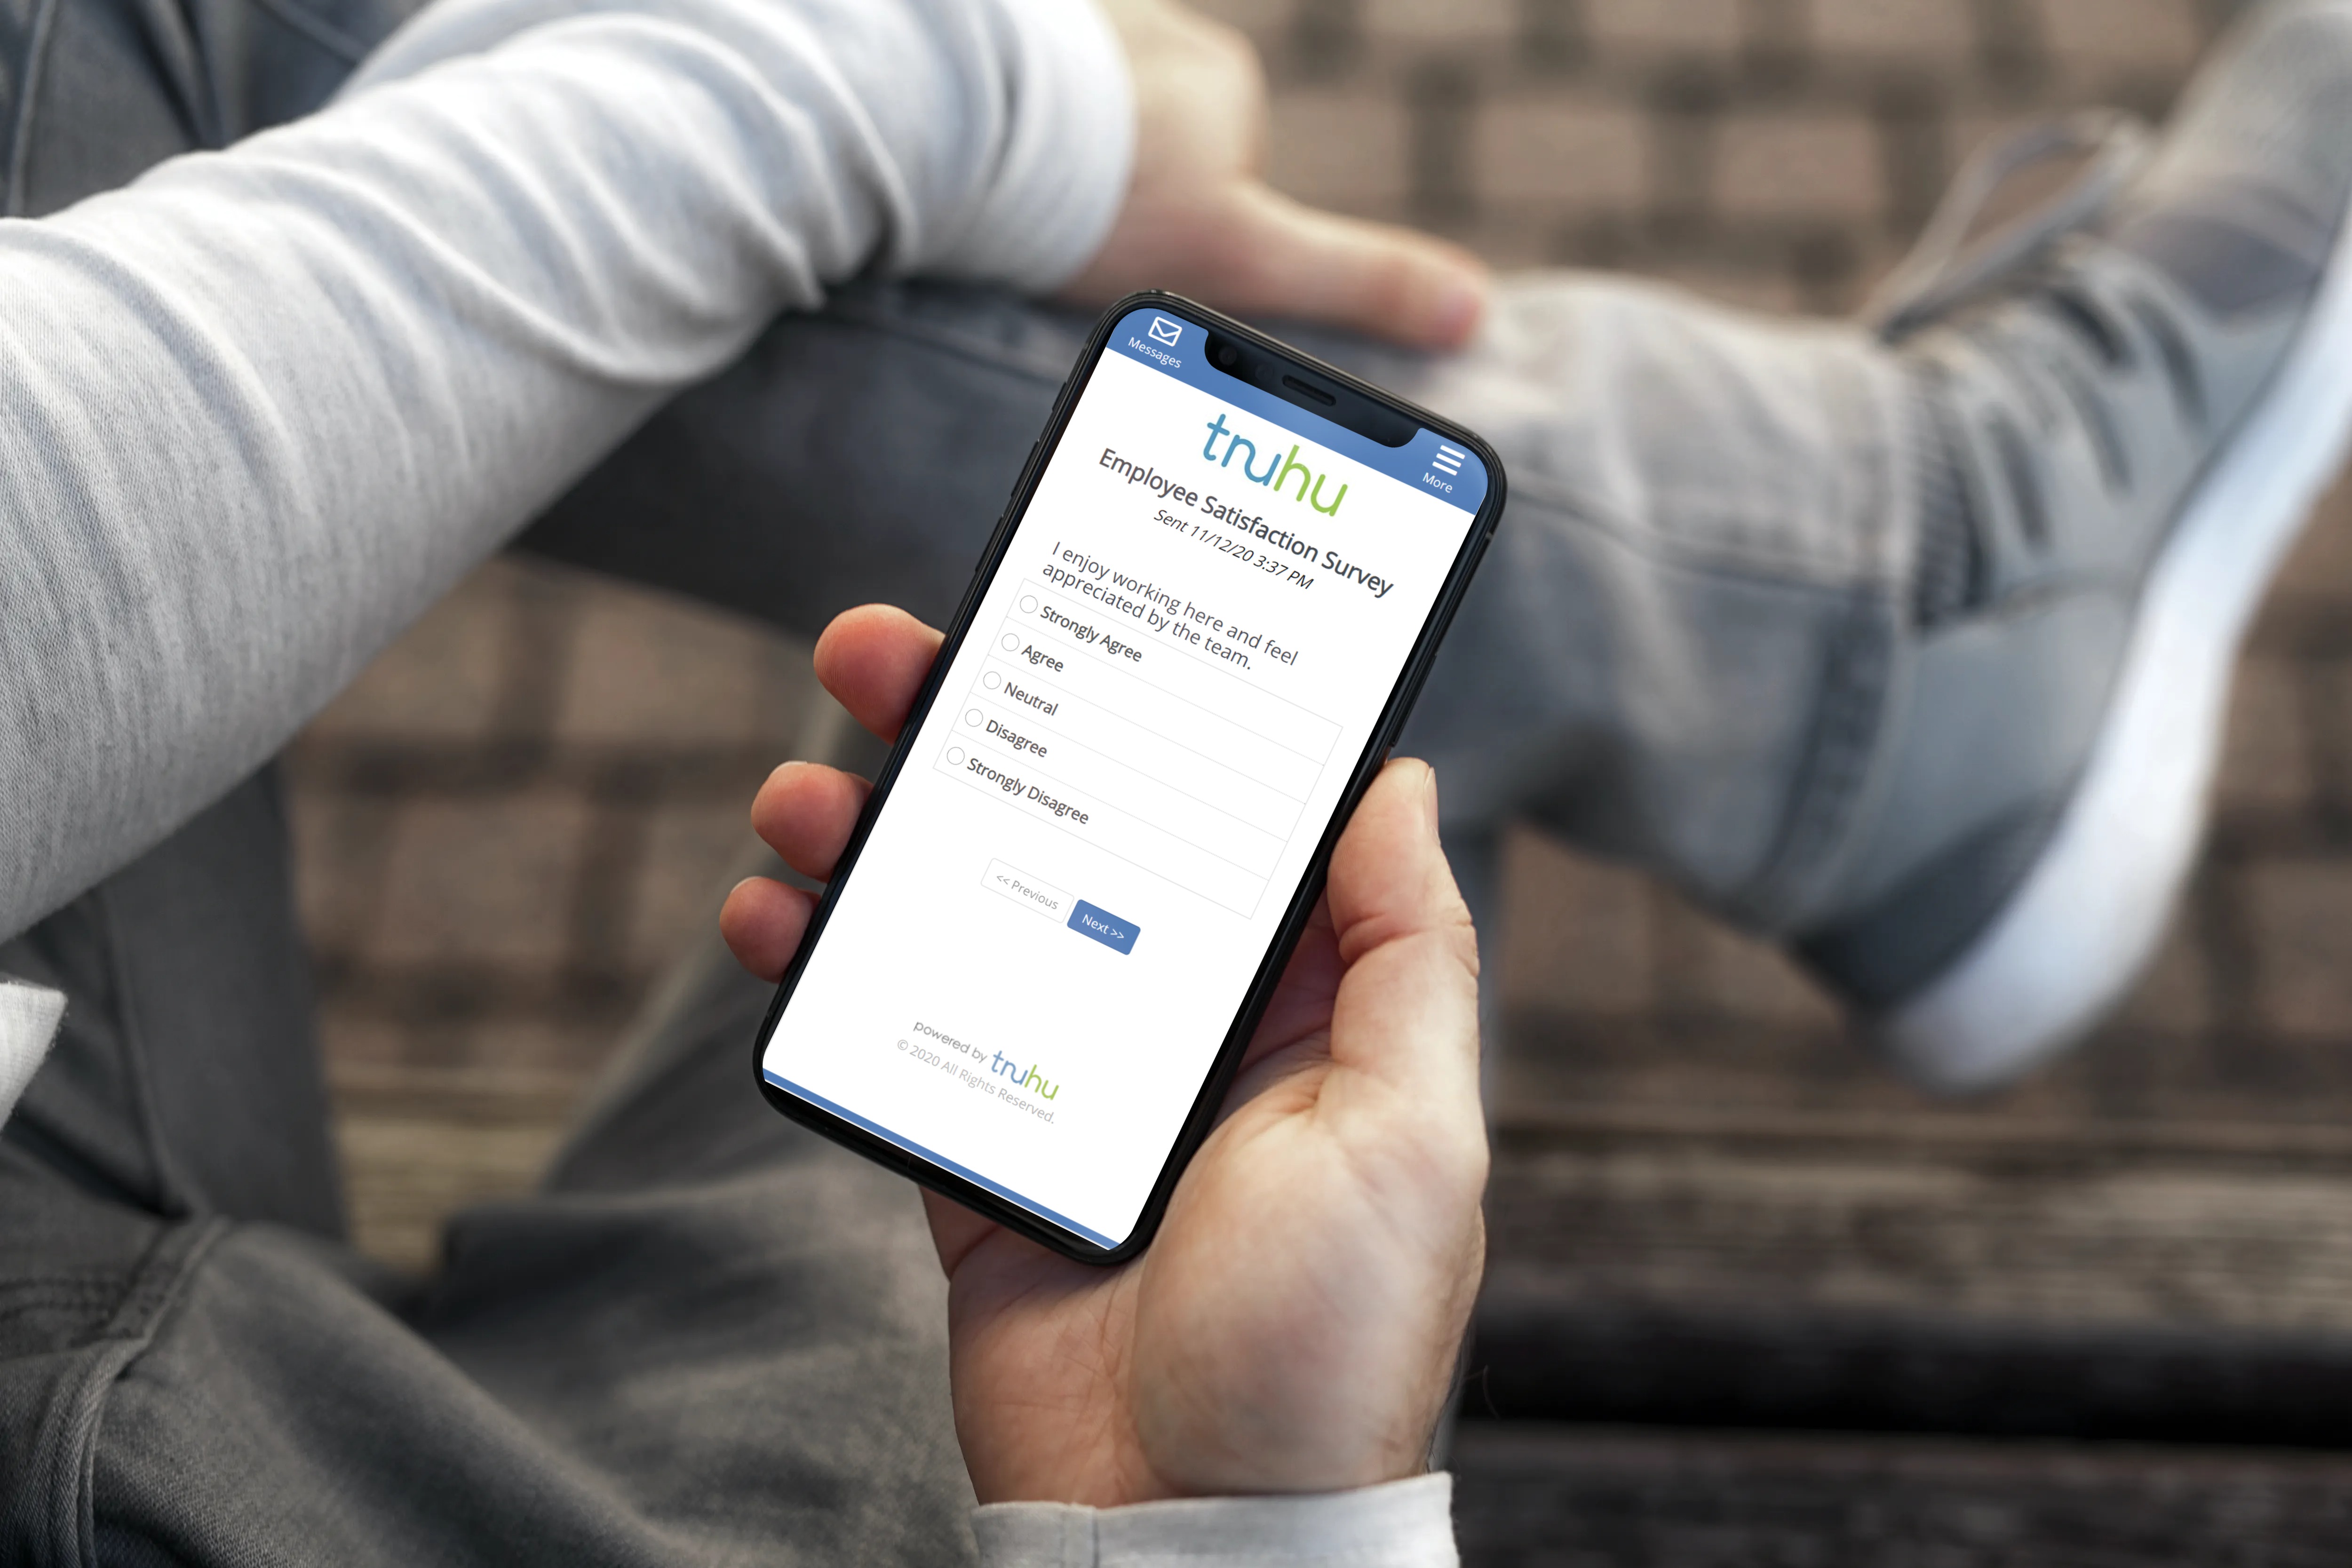 Messages
More
truhu
Employee Satisfaction Survey
Sent 11/12/20 3:37 PM
I enjoy working here and feel
appreciated by the team.
Strongly Agree
Agree
Neutral
Disagree
Strongly Disagree
<< Previous
Next >>
powered by truhu
© 2020 All Rights Reserved.